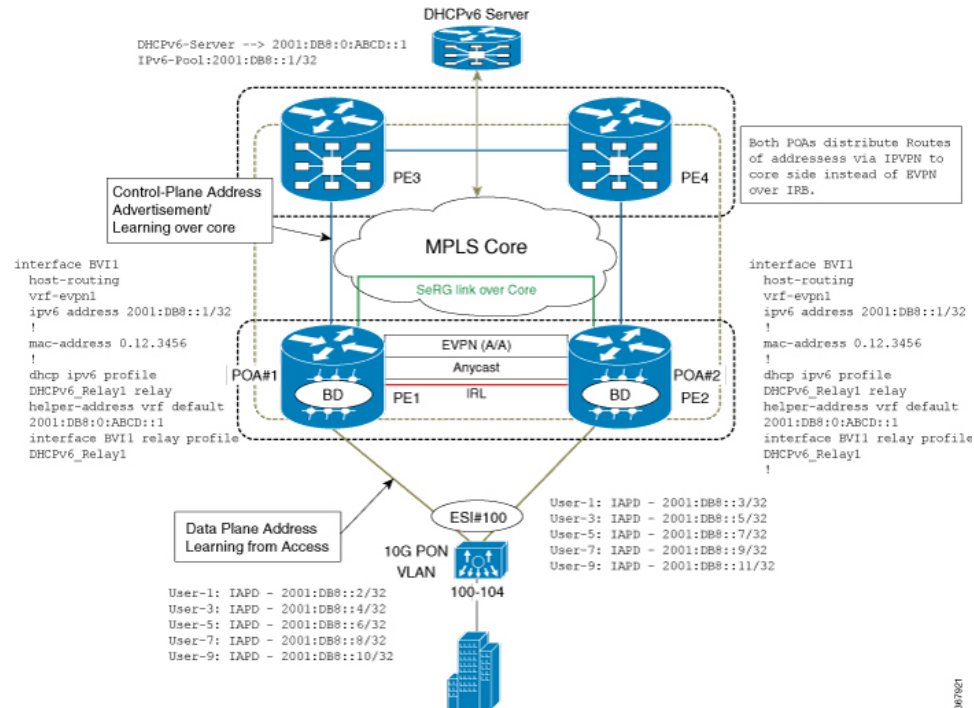 DHCPv6 Server
DHCPv6-Server --> 2001:DB8:0:ABCD::1
IPv6-Pool:2001:DB8::1/32
PE3
PE4
Both POAs distribute Routes
of addressess via IPVPN to
core side instead of EVPN
over IRB.
Control-Plane Address
Advertisement/
Learning over core
MPLS Core
SeRG link over Core
interface BVI1
host-routing
vrf-evpn1
ipv6 address 2001:DB8::1/32
!
mac-address 0.12.3456
!
dhcp ipv6 profile
DHCPv6_Relay1 relay
helper-address vrf default
2001:DB8:0:ABCD::1
interface BVI1 relay profile
DHCPv6_Relay1
POA#1
BD
PE1
EVPN (A/A)
Anycast
IRL
BD
POA#2
PE2
interface BVI1
host-routing
vrf-evpn1
ipv6 address 2001:DB8::1/32
!
mac-address 0.12.3456
!
dhcp ipv6 profile
DHCPv6_Relay1 relay
helper-address vrf default
2001:DB8:0:ABCD::1
interface BVI1 relay profile
DHCPv6_Relay1
!
Data Plane Address
Learning from Access
ESI#100
10G PON
VLAN
100-104
User-1: IAPD - 2001:DB8::3/32
User-3: IAPD - 2001:DB8::5/32
User-5: IAPD - 2001:DB8::7/32
User-7: IAPD - 2001:DB8::9/32
User-9: IAPD - 2001:DB8::11/32
User-1: IAPD - 2001:DB8::2/32
User-3: IAPD - 2001:DB8::4/32
User-5: IAPD - 2001:DB8::6/32
User-7: IAPD - 2001:DB8::8/32
User-9: IAPD - 2001:DB8::10/32
367921